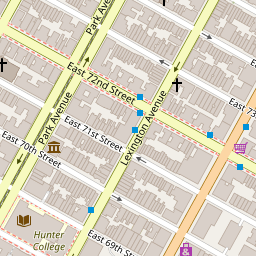 Park Ave
East 72nd Street
East 73
Park Avenue
East 71st Street
Lexington Avenue
East 70th Street
Hunter
College
East 69th Str